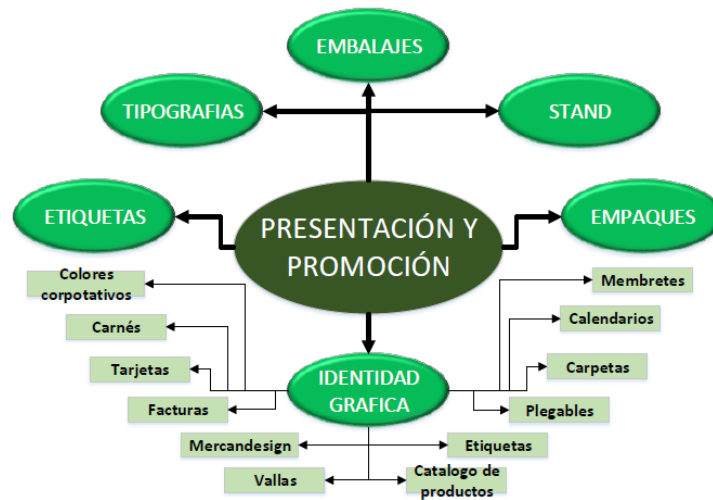 EMBALAJES
TIPOGRAFIAS
STAND
ETIQUETAS
PRESENTACIÓN Y
PROMOCIÓN
EMPAQUES
Colores
corpotativos
Membretes
Carnés
Calendarios
Tarjetas
IDENTIDAD
GRAFICA
Carpetas
Facturas
Plegables
Mercandesign
Etiquetas
Vallas
Catalogo de
productos